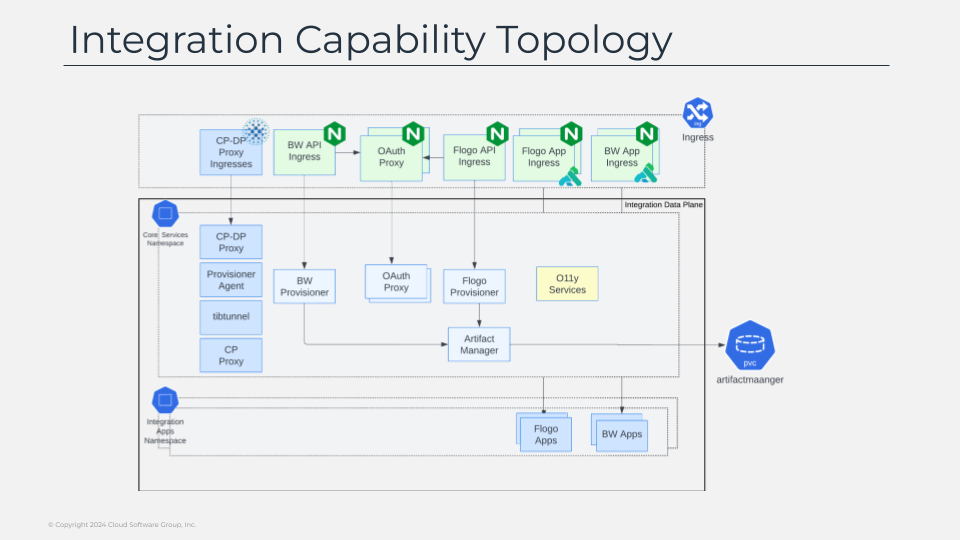 Integration Capability Topology
Ingress
CP-DP
Proxy
Ingresses
BW API
Ingress
OAuth
Proxy
Flogo API
Ingress
Flogo App
Ingress
BW App
Ingress
Integration Data Plane
Core Services
Namespace
CP-DP
Proxy
Provisioner
Agent
tibtunnel
CP
Proxy
BW
Provisioner
OAuth
Proxy
Flogo
Provisioner
O11y
Services
Artifact
Manager
pvc
artifactmaanger
Integration
Apps
Namespace
Flogo
Apps
BW Apps
© Copyright 2024 Cloud Software Group, Inc.